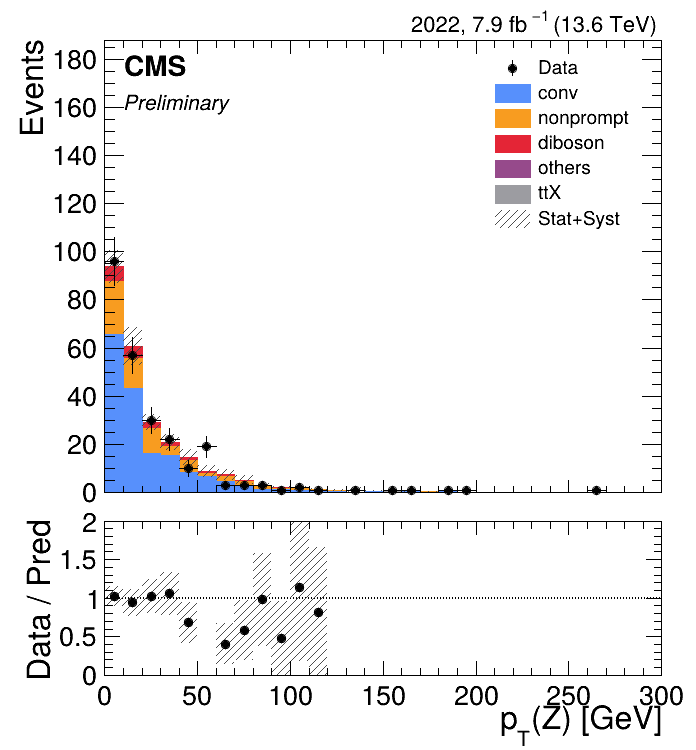 2022, 7.9 fb⁻¹ (13.6 TeV)
Events
180
160
140
120
100
80
60
40
20
0
CMS
Preliminary
Data
conv
nonprompt
diboson
others
ttX
Stat+Syst
Data / Pred
2
1.5
1
0.5
0
0 50 100 150 200 250 300
p_T(Z) [GeV]